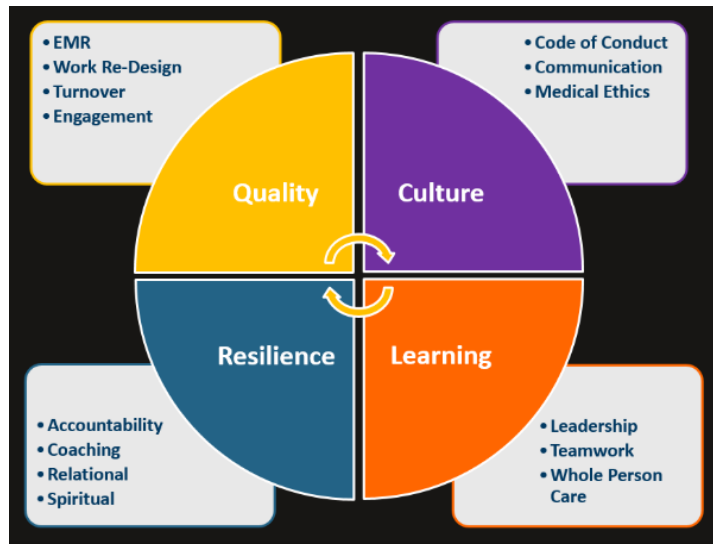 • EMR
• Work Re-Design
• Turnover
• Engagement
• Code of Conduct
• Communication
• Medical Ethics
Quality
Culture
Resilience
Learning
• Accountability
• Coaching
• Relational
• Spiritual
• Leadership
• Teamwork
• Whole Person
Care